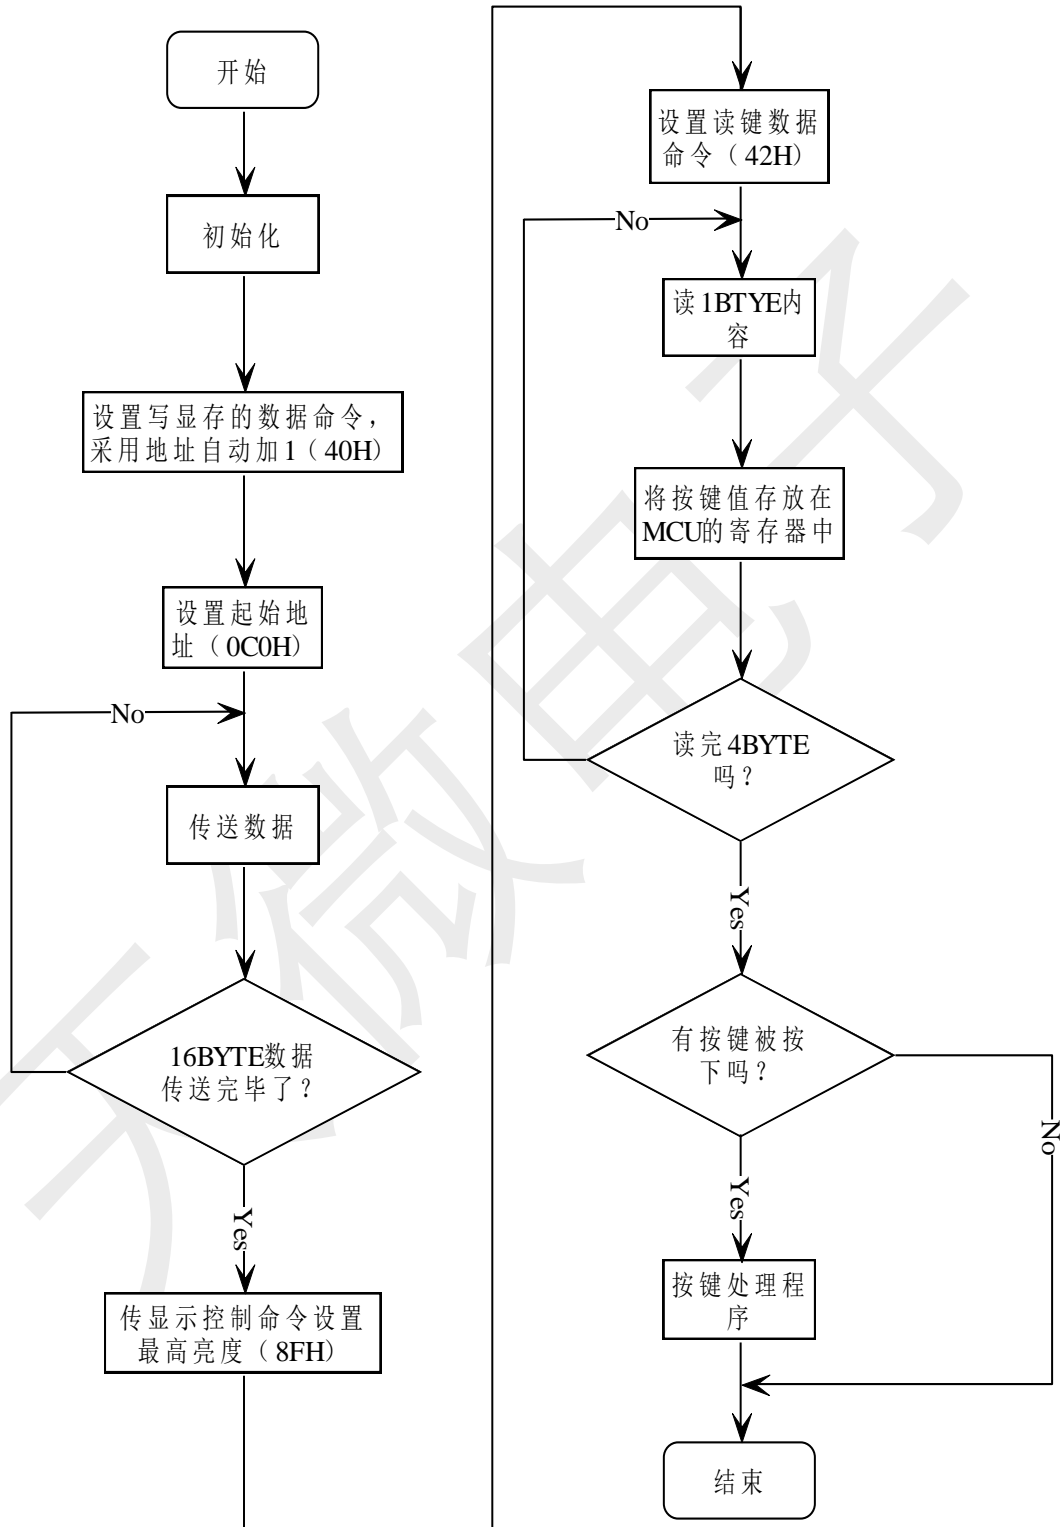 开始
初始化
设置写显存的数据命令，
采用地址自动加1（40H）
设置起始地
址（0C0H）
No
传送数据
16BYTE数据
传送完毕了？
Yes
传显示控制命令设置
最高亮度（8FH）
设置读键数据
命令（42H）
No
读1BTYE内
容
将按键值存放在
MCU的寄存器中
读完4BYTE
吗？
Yes
有按键被按
下吗？
No
Yes
按键处理程
序
结束
天微电子